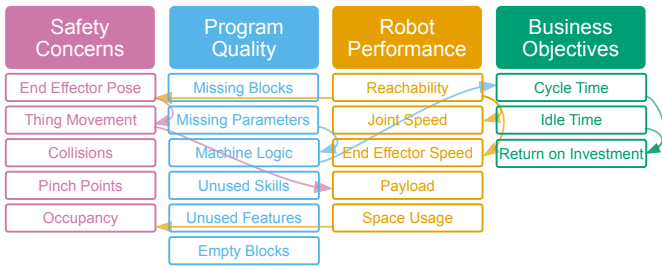 Safety
Concerns
End Effector Pose
Thing Movement
Collisions
Pinch Points
Occupancy
Program
Quality
Missing Blocks
Missing Parameters
Machine Logic
Unused Skills
Unused Features
Empty Blocks
Robot
Performance
Reachability
Joint Speed
End Effector Speed
Payload
Space Usage
Business
Objectives
Cycle Time
Idle Time
Return on Investment